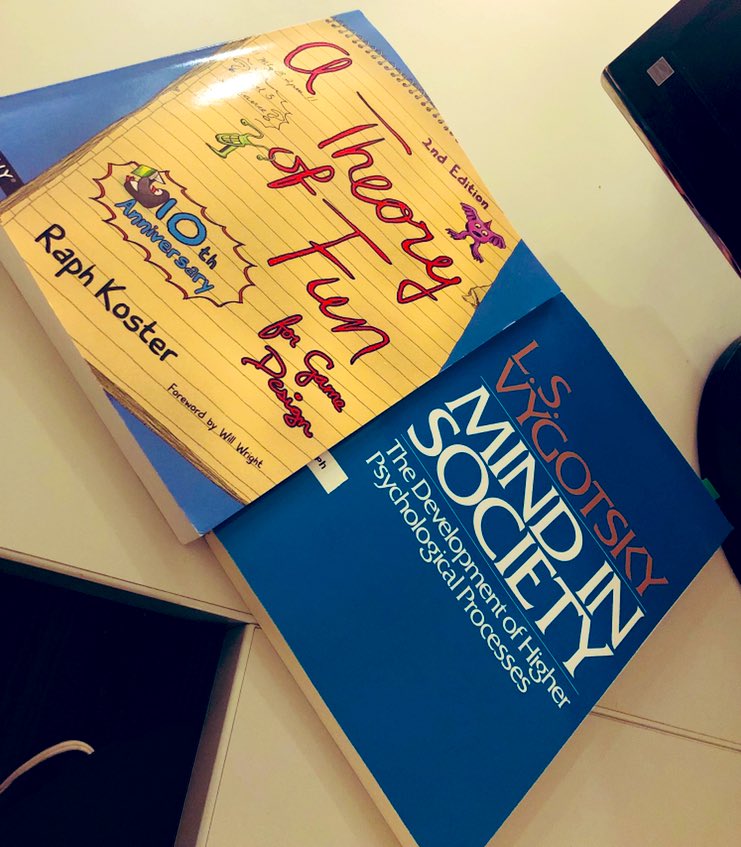 A Theory
of Fun
for Game
Design
2nd Edition
10th
Anniversary
Raph Koster
Foreword by Will Wright
L. S.
VYGOTSKY
MIND IN
SOCIETY
The Development of Higher
Psychological Processes